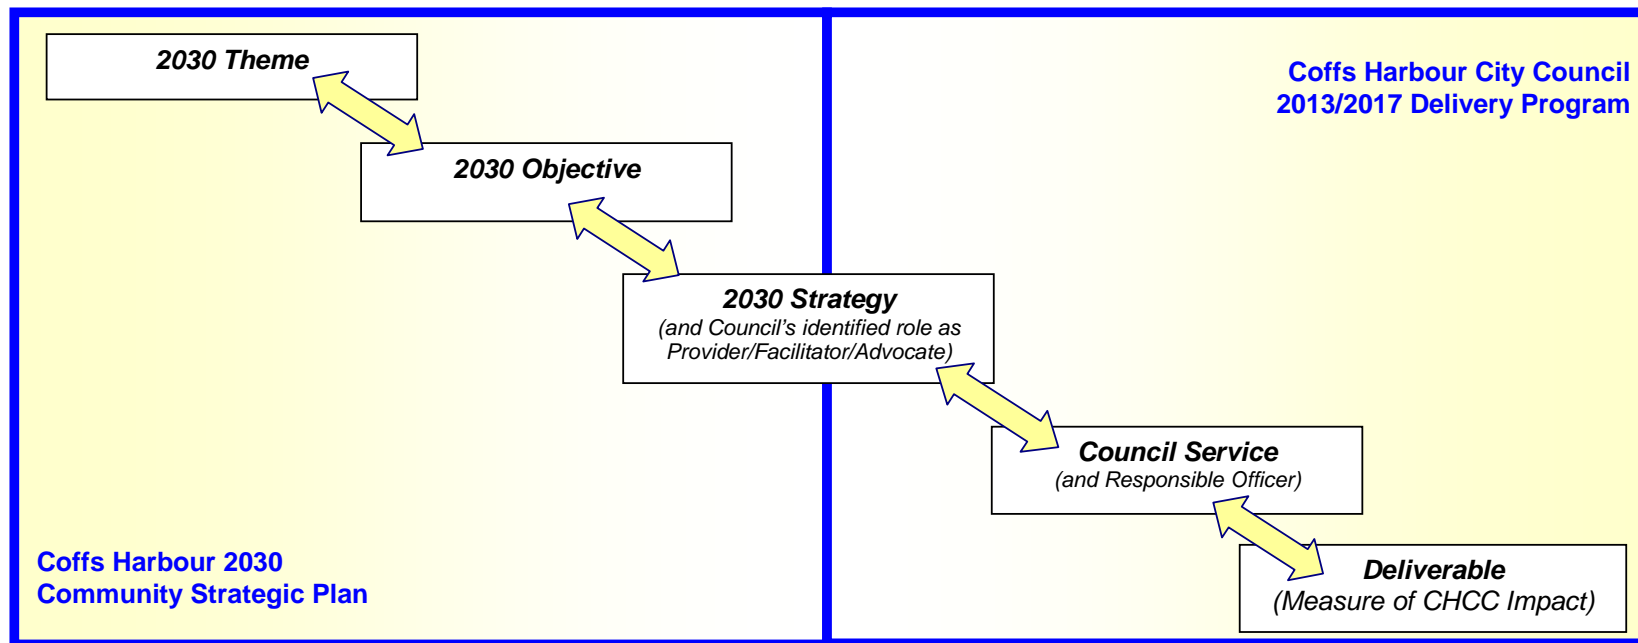 2030 Theme
Coffs Harbour City Council
2013/2017 Delivery Program
2030 Objective
2030 Strategy
(and Council's identified role as
Provider/Facilitator/Advocate)
Council Service
(and Responsible Officer)
Coffs Harbour 2030
Community Strategic Plan
Deliverable
(Measure of CHCC Impact)